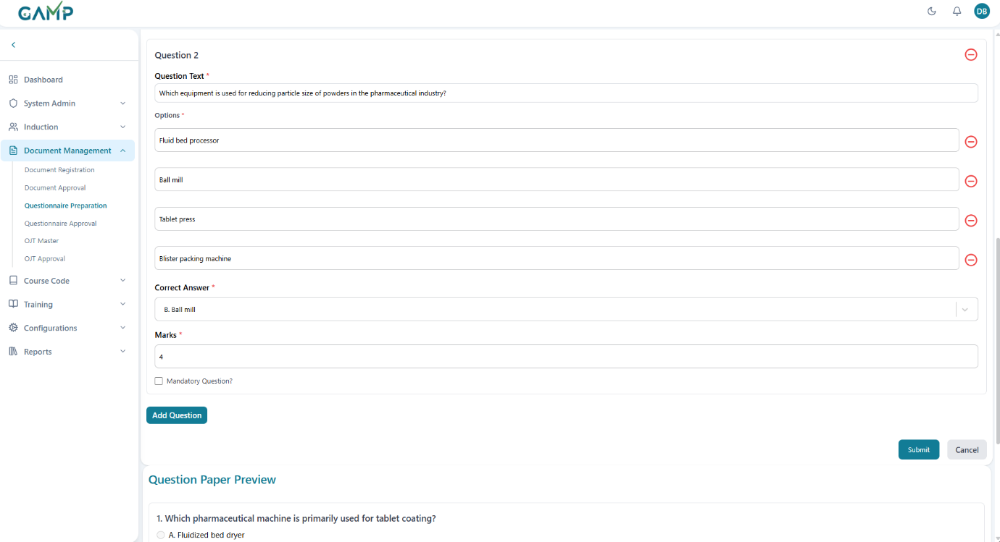 GAMP
DB
Dashboard
System Admin
Induction
Document Management
Document Registration
Document Approval
Questionnaire Preparation
Questionnaire Approval
OJT Master
OJT Approval
Course Code
Training
Configurations
Reports
Question 2
Question Text *
Which equipment is used for reducing particle size of powders in the pharmaceutical industry?
Options *
Fluid bed processor
Ball mill
Tablet press
Blister packing machine
Correct Answer *
B. Ball mill
Marks *
4
Mandatory Question?
Add Question
Submit Cancel
Question Paper Preview
1. Which pharmaceutical machine is primarily used for tablet coating?
A. Fluidized bed dryer